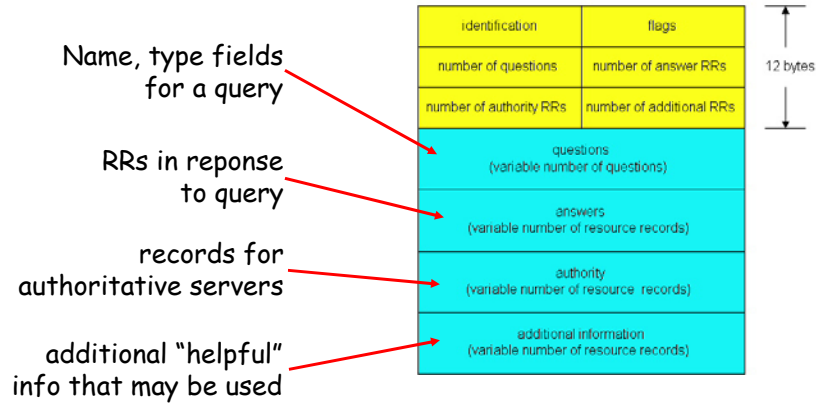 identification flags
number of questions number of answer RRs 12 bytes
number of authority RRs number of additional RRs
Name, type fields
for a query
questions
(variable number of questions)
RRs in reponse
to query
answers
(variable number of resource records)
records for
authoritative servers
authority
(variable number of resource records)
additional "helpful"
info that may be used
additional information
(variable number of resource records)